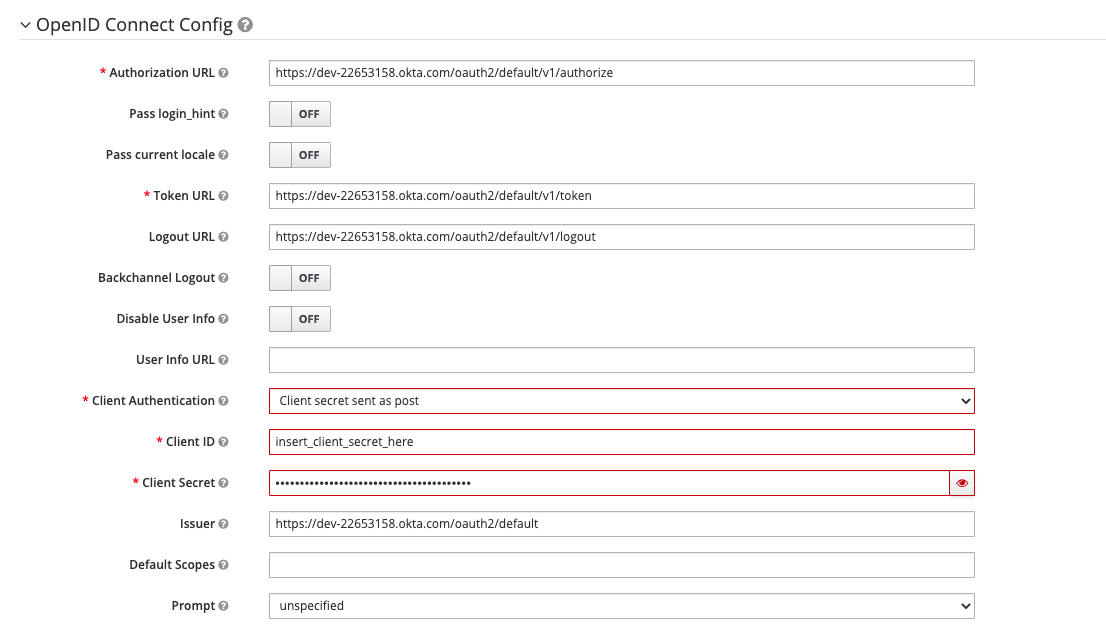 OpenID Connect Config
* Authorization URL https://dev-22653158.okta.com/oauth2/default/v1/authorize
Pass login_hint OFF
Pass current locale OFF
* Token URL https://dev-22653158.okta.com/oauth2/default/v1/token
Logout URL https://dev-22653158.okta.com/oauth2/default/v1/logout
Backchannel Logout OFF
Disable User Info OFF
User Info URL
* Client Authentication Client secret sent as post
* Client ID insert_client_secret_here
* Client Secret ••••••••••••••••••••••••••••••••••••••••
Issuer https://dev-22653158.okta.com/oauth2/default
Default Scopes
Prompt unspecified